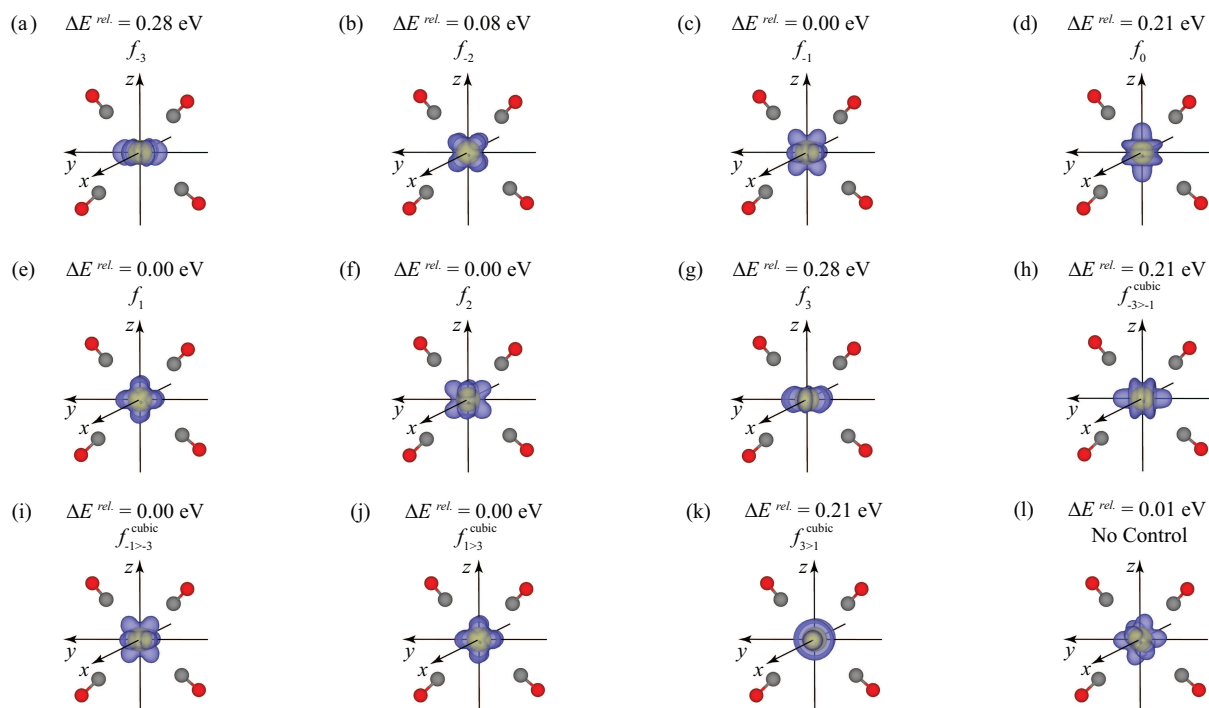 (a) ΔE rel. = 0.28 eV
f-3
z
y
x
(b) ΔE rel. = 0.08 eV
f-2
z
y
x
(c) ΔE rel. = 0.00 eV
f-1
z
y
x
(d) ΔE rel. = 0.21 eV
f0
z
y
x
(e) ΔE rel. = 0.00 eV
f1
z
y
x
(f) ΔE rel. = 0.00 eV
f2
z
y
x
(g) ΔE rel. = 0.28 eV
f3
z
y
x
(h) ΔE rel. = 0.21 eV
f cubic -3>-1
z
y
x
(i) ΔE rel. = 0.00 eV
f cubic -1>-3
z
y
x
(j) ΔE rel. = 0.00 eV
f cubic 1>3
z
y
x
(k) ΔE rel. = 0.21 eV
f cubic 3>1
z
y
x
(l) ΔE rel. = 0.01 eV
No Control
z
y
x